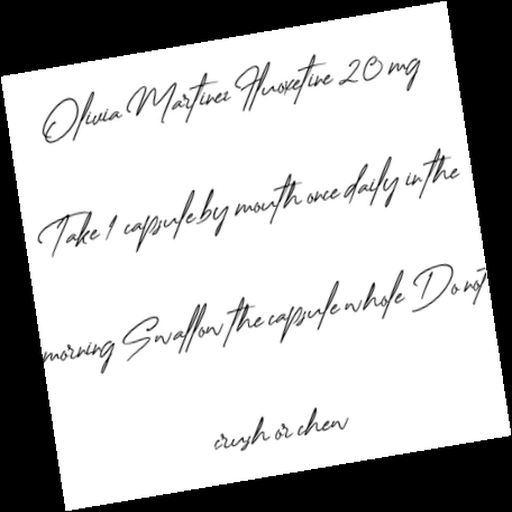 Olivia Martinez Fluoxetine 20 mg
Take 1 capsule by mouth once daily in the
morning Swallow the capsule whole Do not
crush or chew